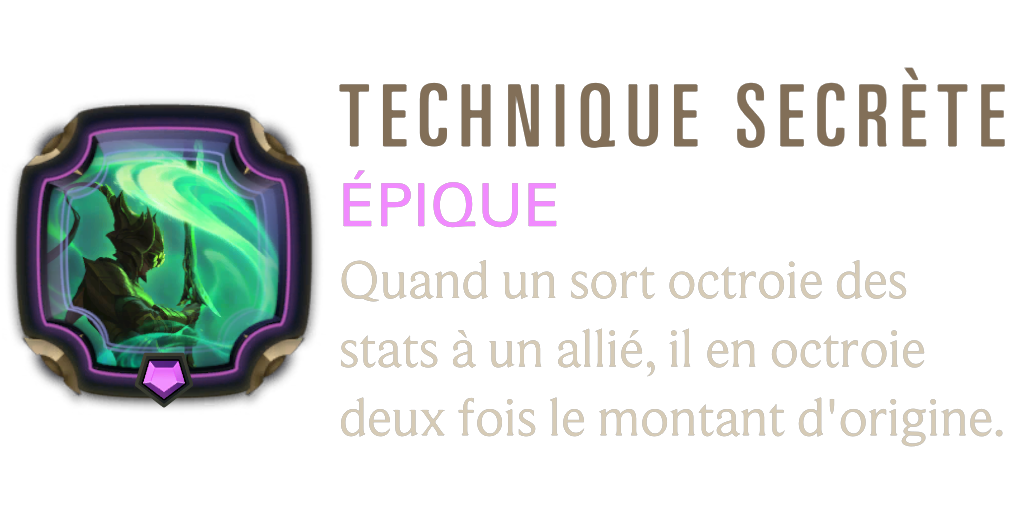 TECHNIQUE SECRÈTE
ÉPIQUE
Quand un sort octroie des
stats à un allié, il en octroie
deux fois le montant d'origine.